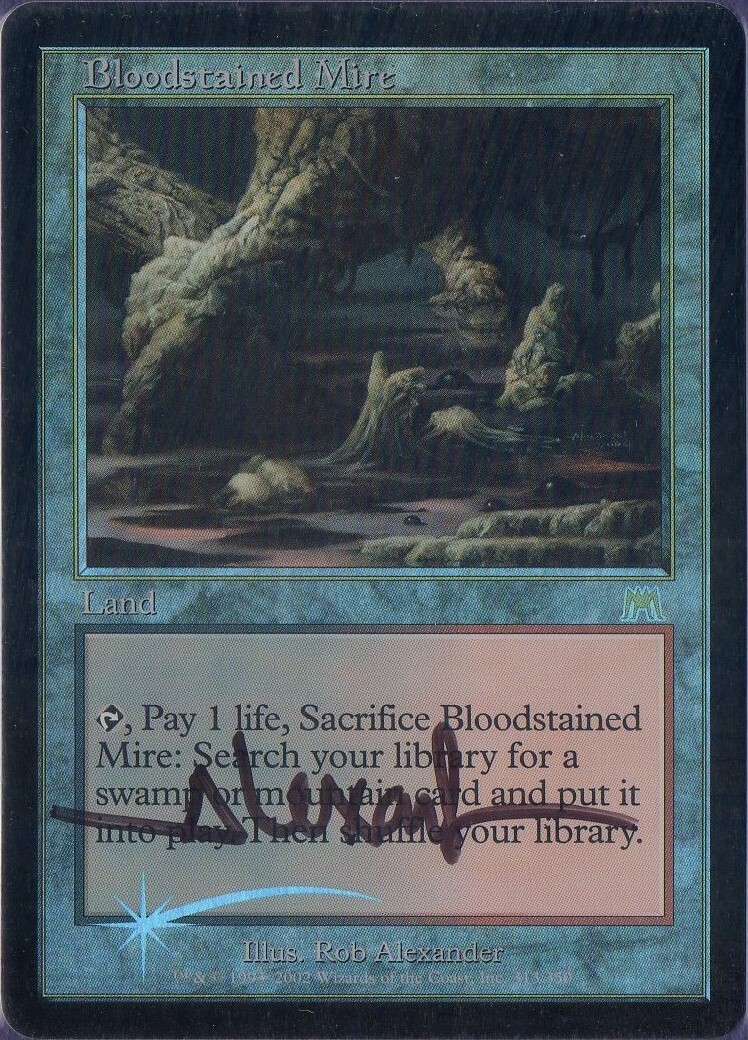 Bloodstained Mire
Land
, Pay 1 life, Sacrifice Bloodstained
Mire: Search your library for a
swamp or mountain card and put it
into play. Then shuffle your library.
Alexand
Illus. Rob Alexander
™ & © 1993-2002 Wizards of the Coast, Inc. 313/350